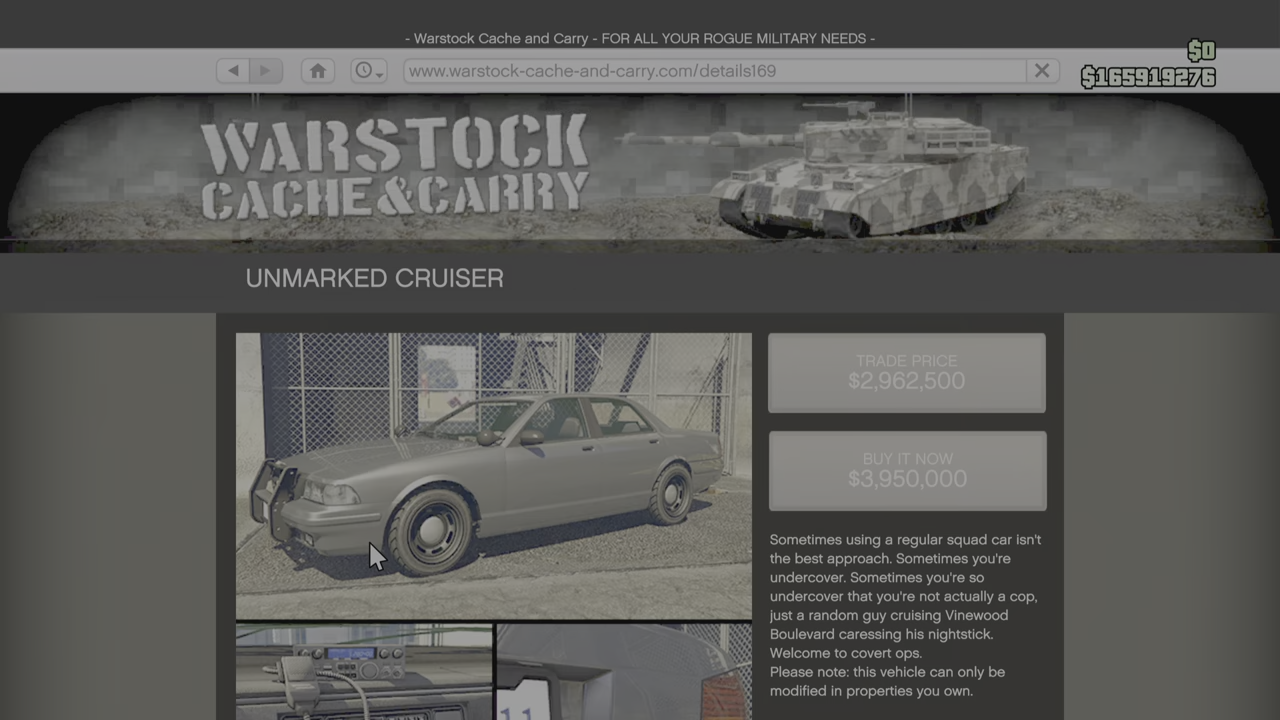 - Warstock Cache and Carry - FOR ALL YOUR ROGUE MILITARY NEEDS -
$0
www.warstock-cache-and-carry.com/details169
$165919276
WARSTOCK
CACHE&CARRY
UNMARKED CRUISER
TRADE PRICE
$2,962,500
BUY IT NOW
$3,950,000
Sometimes using a regular squad car isn't
the best approach. Sometimes you're
undercover. Sometimes you're so
undercover that you're not actually a cop,
just a random guy cruising Vinewood
Boulevard caressing his nightstick.
Welcome to covert ops.
Please note: this vehicle can only be
modified in properties you own.